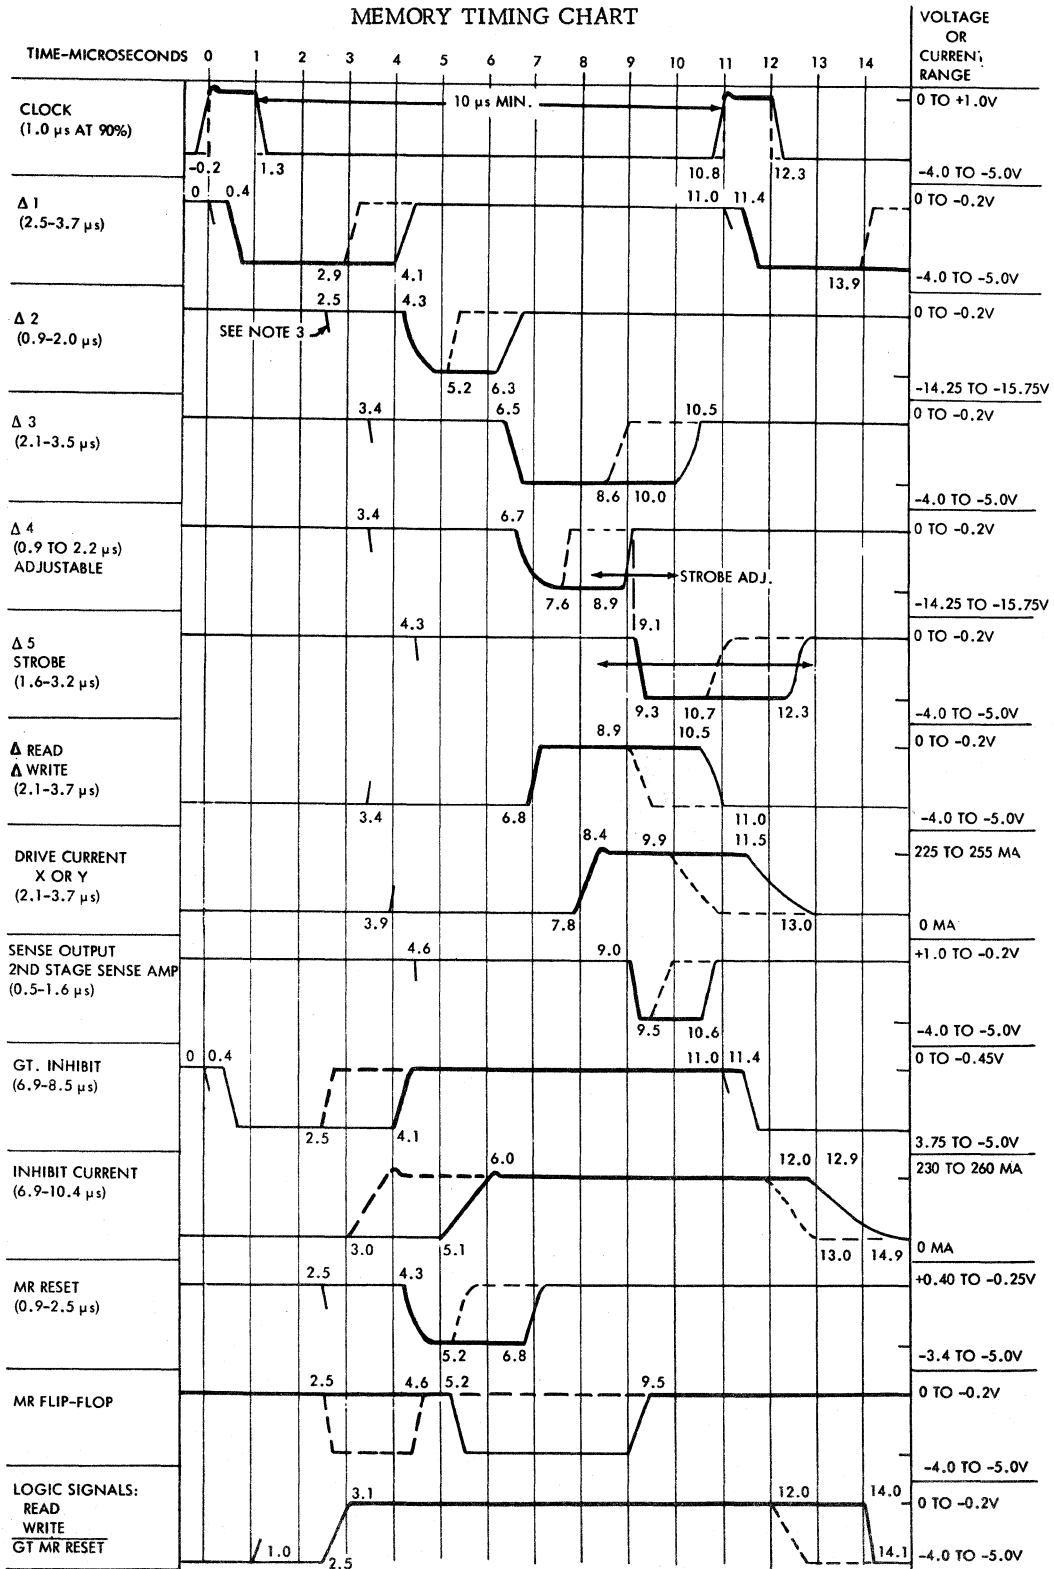 MEMORY TIMING CHART
VOLTAGE
OR
CURRENT
RANGE
TIME-MICROSECONDS 0 1 2 3 4 5 6 7 8 9 10 11 12 13 14
CLOCK
(1.0 µs AT 90%)
10 µs MIN.
0 TO +1.0V
-0.2 1.3 10.8 12.3
-4.0 TO -5.0V
Δ 1
(2.5-3.7 µs)
0 0.4 11.0 11.4
0 TO -0.2V
2.9 4.1 13.9
-4.0 TO -5.0V
Δ 2
(0.9-2.0 µs)
2.5 4.3
0 TO -0.2V
SEE NOTE 3
5.2 6.3
-14.25 TO -15.75V
Δ 3
(2.1-3.5 µs)
3.4 6.5 10.5
0 TO -0.2V
8.6 10.0
-4.0 TO -5.0V
Δ 4
(0.9 TO 2.2 µs)
ADJUSTABLE
3.4 6.7
0 TO -0.2V
STROBE ADJ.
7.6 8.9
-14.25 TO -15.75V
Δ 5
STROBE
(1.6-3.2 µs)
4.3 9.1
0 TO -0.2V
9.3 10.7 12.3
-4.0 TO -5.0V
Δ READ
Δ WRITE
(2.1-3.7 µs)
8.9 10.5
0 TO -0.2V
3.4 6.8 11.0
-4.0 TO -5.0V
DRIVE CURRENT
X OR Y
(2.1-3.7 µs)
8.4 9.9 11.5
225 TO 255 MA
3.9 7.8 13.0
0 MA
SENSE OUTPUT
2ND STAGE SENSE AMP
(0.5-1.6 µs)
4.6 9.0
+1.0 TO -0.2V
9.5 10.6
-4.0 TO -5.0V
GT. INHIBIT
(6.9-8.5 µs)
0 0.4 11.0 11.4
0 TO -0.45V
2.5 4.1
3.75 TO -5.0V
INHIBIT CURRENT
(6.9-10.4 µs)
6.0 12.0 12.9
230 TO 260 MA
3.0 5.1 13.0 14.9
0 MA
MR RESET
(0.9-2.5 µs)
2.5 4.3
+0.40 TO -0.25V
5.2 6.8
-3.4 TO -5.0V
MR FLIP-FLOP
2.5 4.6 5.2 9.5
0 TO -0.2V
-4.0 TO -5.0V
LOGIC SIGNALS:
READ
WRITE
GT MR RESET
3.1 12.0 14.0
0 TO -0.2V
1.0 2.5 14.1
-4.0 TO -5.0V